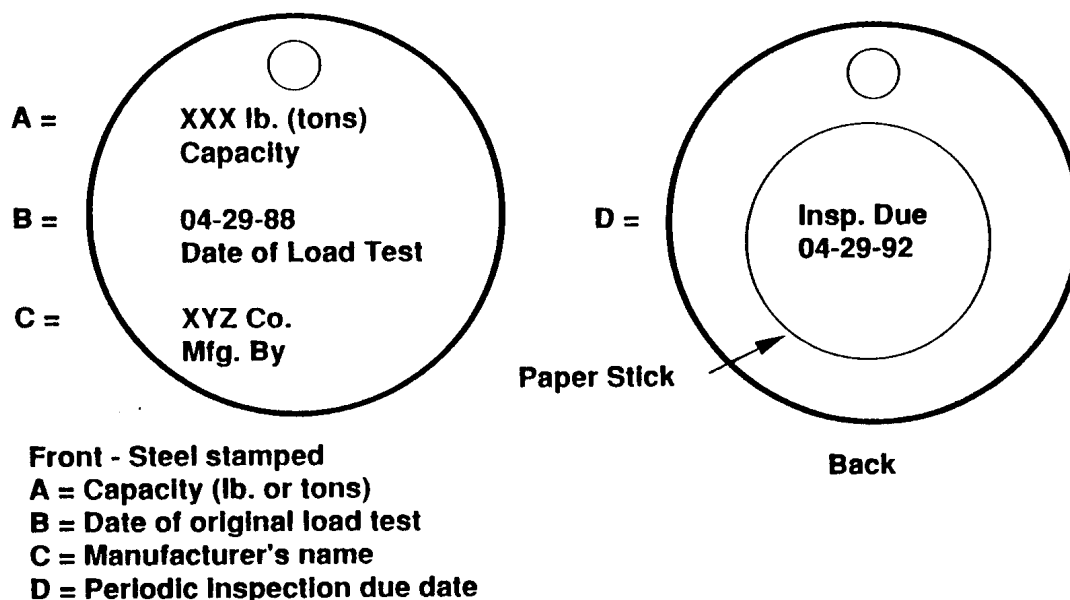 A =
XXX lb. (tons)
Capacity
B =
04-29-88
Date of Load Test
C =
XYZ Co.
Mfg. By
D =
Insp. Due
04-29-92
Paper Stick
Back
Front - Steel stamped
A = Capacity (lb. or tons)
B = Date of original load test
C = Manufacturer's name
D = Periodic inspection due date